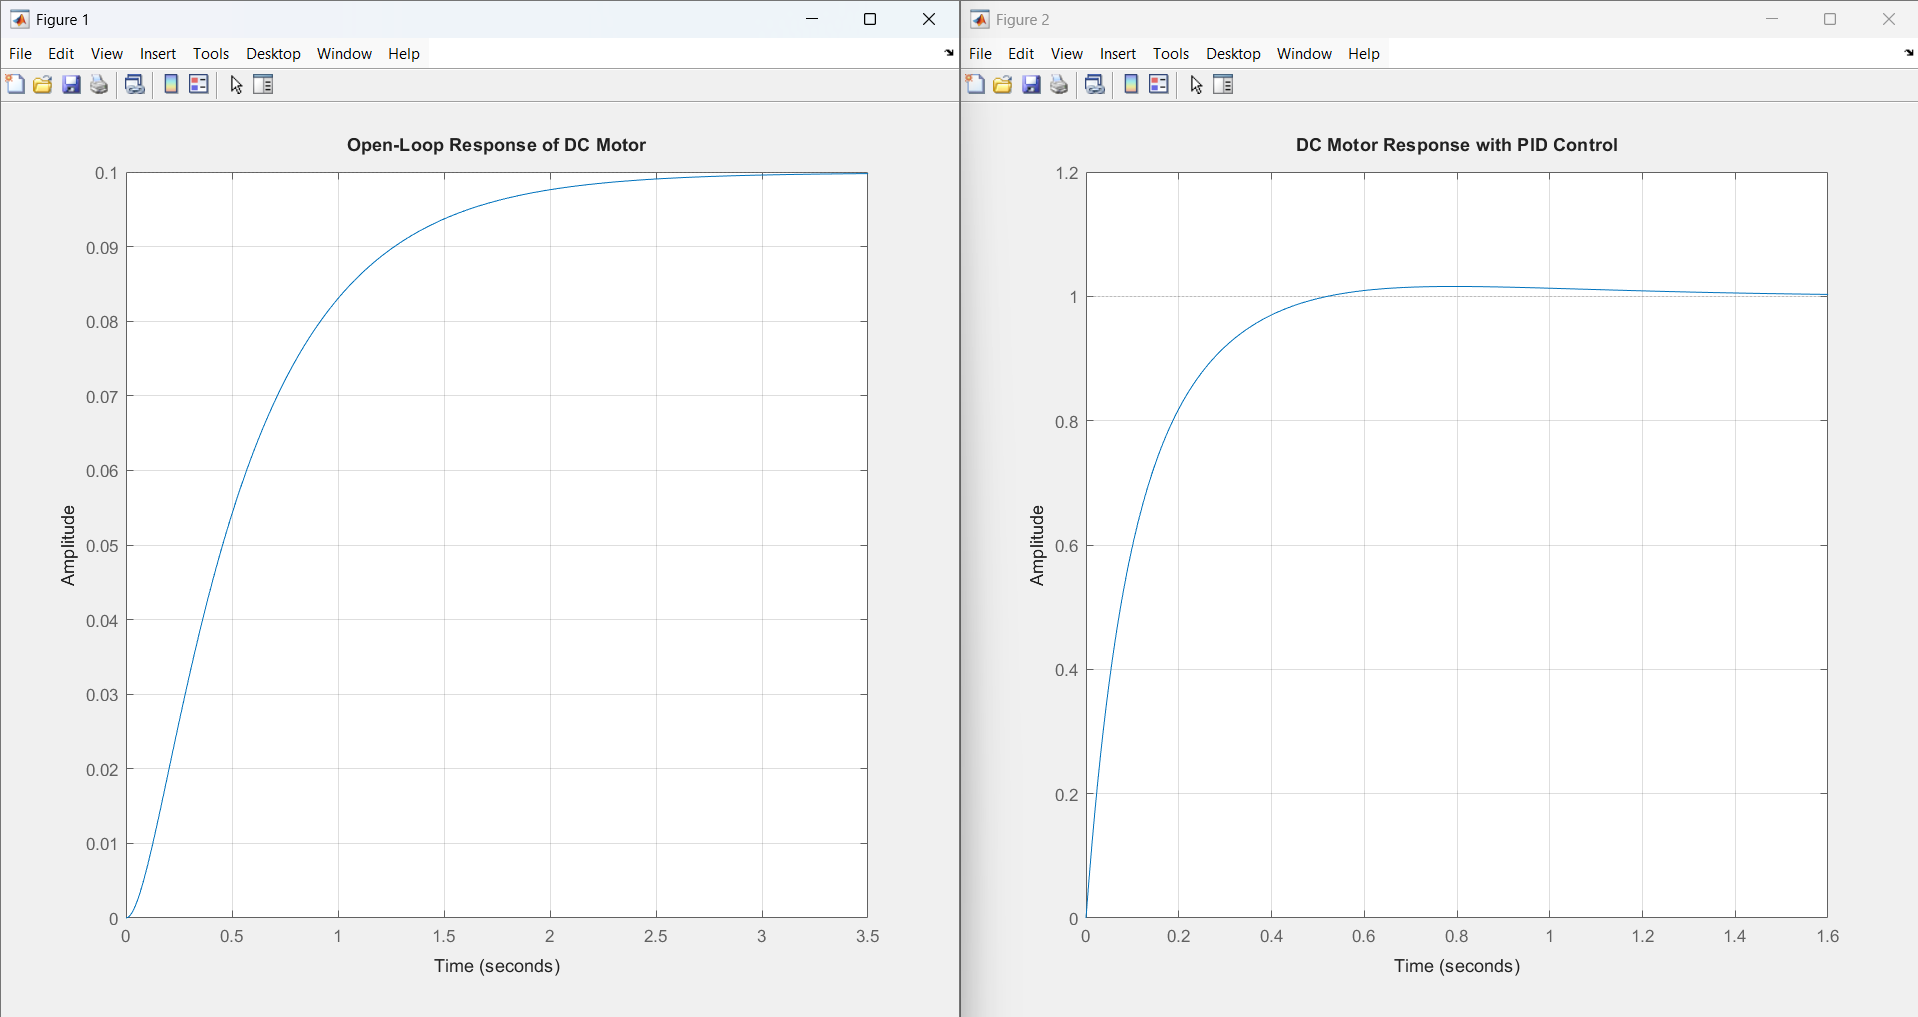 Figure 1
File Edit View Insert Tools Desktop Window Help
Open-Loop Response of DC Motor
0.1
0.09
0.08
0.07
0.06
0.05
0.04
0.03
0.02
0.01
0
Amplitude
0 0.5 1 1.5 2 2.5 3 3.5
Time (seconds)
Figure 2
File Edit View Insert Tools Desktop Window Help
DC Motor Response with PID Control
1.2
1
0.8
0.6
0.4
0.2
0
Amplitude
0 0.2 0.4 0.6 0.8 1 1.2 1.4 1.6
Time (seconds)